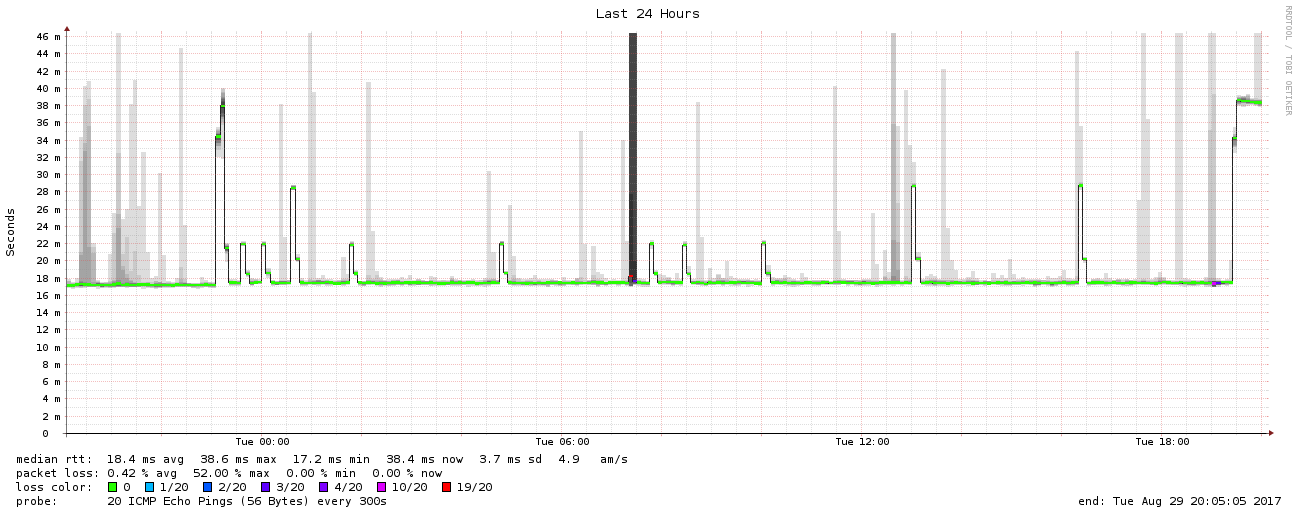 Last 24 Hours
RRDTOOL / TOBI OETIKER
46 m
44 m
42 m
40 m
38 m
36 m
34 m
32 m
30 m
28 m
26 m
24 m
22 m
20 m
18 m
16 m
14 m
12 m
10 m
8 m
6 m
4 m
2 m
0
Seconds
Tue 00:00 Tue 06:00 Tue 12:00 Tue 18:00
median rtt: 18.4 ms avg 38.6 ms max 17.2 ms min 38.4 ms now 3.7 ms sd 4.9 am/s
packet loss: 0.42 % avg 52.00 % max 0.00 % min 0.00 % now
loss color: 0 1/20 2/20 3/20 4/20 10/20 19/20
probe: 20 ICMP Echo Pings (56 Bytes) every 300s end: Tue Aug 29 20:05:05 2017